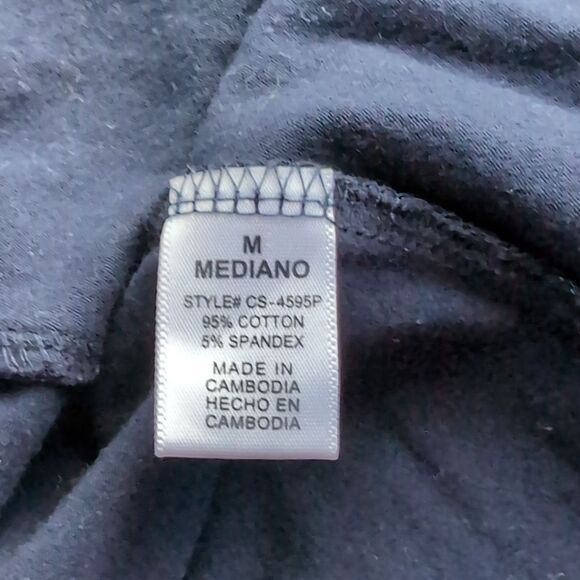 M
MEDIANO
STYLE# CS-4595P
95% COTTON
5% SPANDEX
MADE IN
CAMBODIA
HECHO EN
CAMBODIA